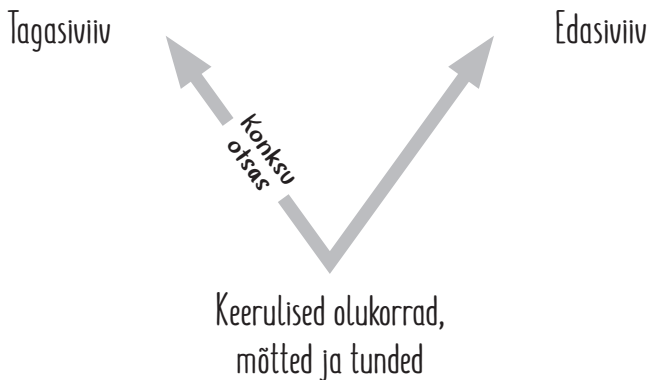 Tagasiviiv
Edasiviiv
Konksu
otsas
Keerulised olukorrad,
mõtted ja tunded